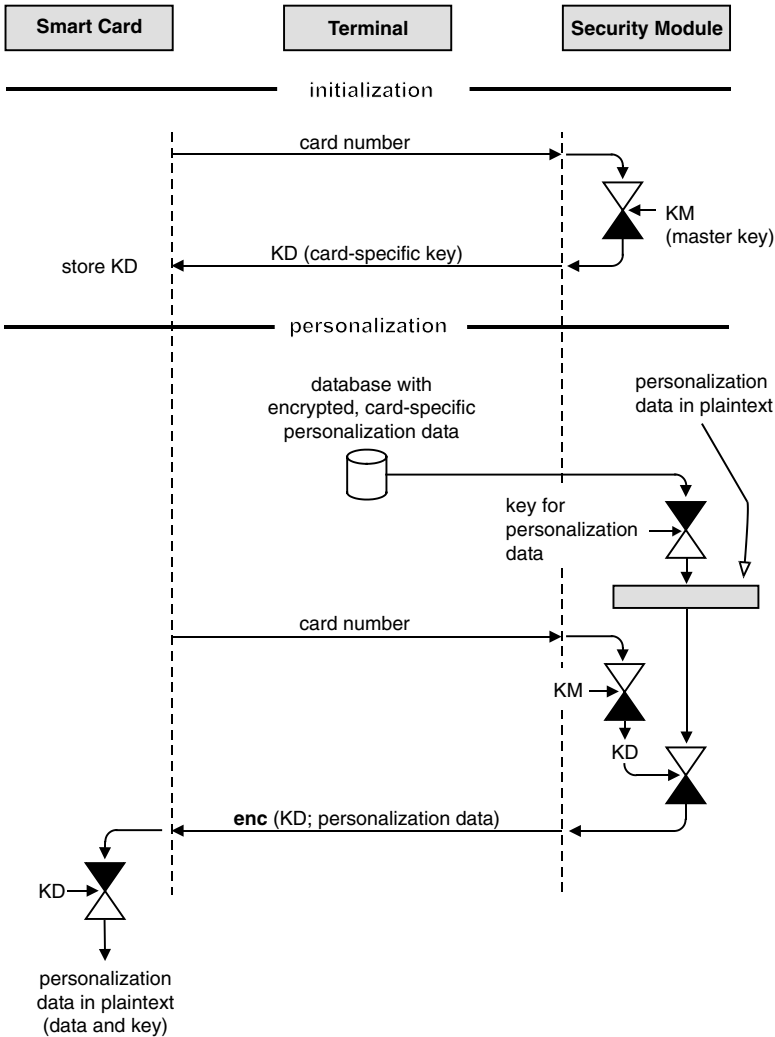 Smart Card
Terminal
Security Module
initialization
card number
KM
(master key)
KD (card-specific key)
store KD
personalization
database with
encrypted, card-specific
personalization data
personalization
data in plaintext
key for
personalization
data
card number
KM
KD
enc (KD; personalization data)
KD
personalization
data in plaintext
(data and key)